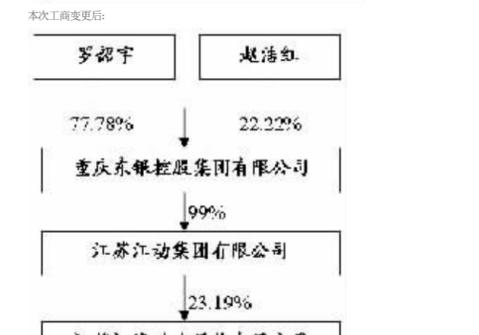 本次工商变更后:
罗韶宇 赵洁红
77.78% 22.22%
重庆东银控股集团有限公司
99%
江苏江动集团有限公司
23.19%